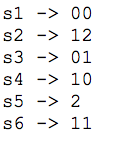 s1 -> 00
s2 -> 12
s3 -> 01
s4 -> 10
s5 -> 2
s6 -> 11